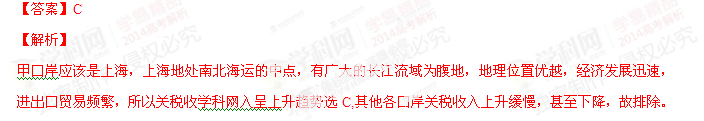 【答案】C
【解析】
甲口岸应该是上海，上海地处南北海运的中点，有广大的长江流域为腹地，地理位置优越，经济发展迅速，
进出口贸易频繁，所以关税收学科网入呈上升趋势选 C,其他各口岸关税收入上升缓慢，甚至下降，故排除。